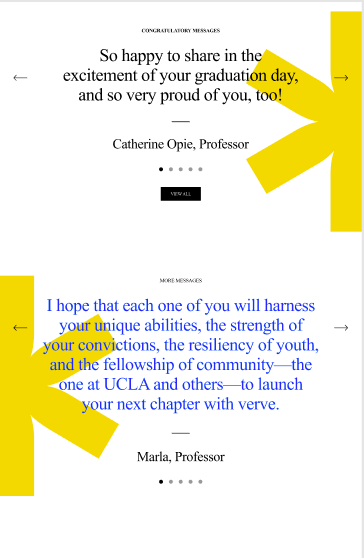 CONGRATULATORY MESSAGES
So happy to share in the
excitement of your graduation day,
and so very proud of you, too!
Catherine Opie, Professor
VIEW ALL
MORE MESSAGES
I hope that each one of you will harness
your unique abilities, the strength of
your convictions, the resiliency of youth,
and the fellowship of community—the
one at UCLA and others—to launch
your next chapter with verve.
Marla, Professor